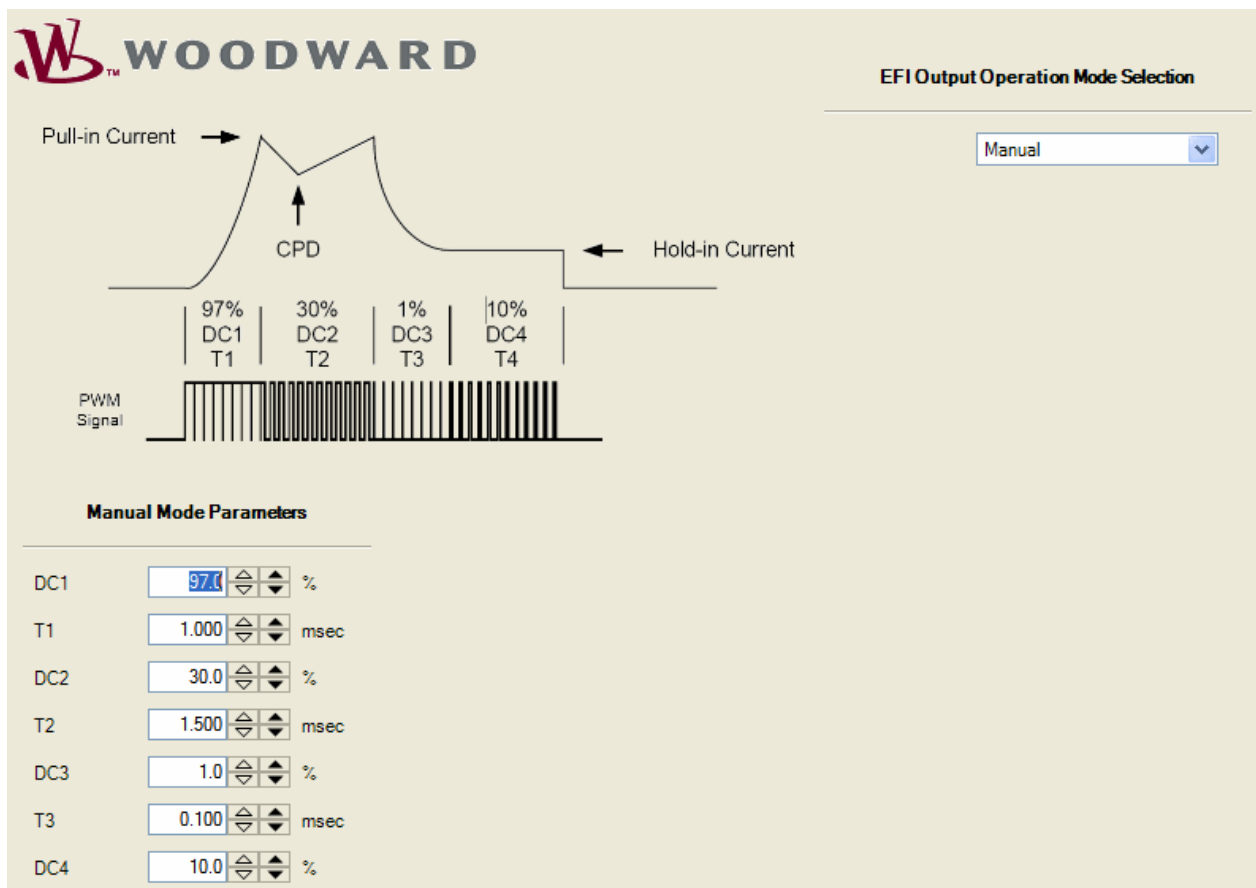 WOODWARD
TM
EFI Output Operation Mode Selection
Manual
Pull-in Current
CPD
Hold-in Current
97% 30% 1% 10%
DC1 DC2 DC3 DC4
T1 T2 T3 T4
PWM
Signal
Manual Mode Parameters
DC1 97.0 %
T1 1.000 msec
DC2 30.0 %
T2 1.500 msec
DC3 1.0 %
T3 0.100 msec
DC4 10.0 %